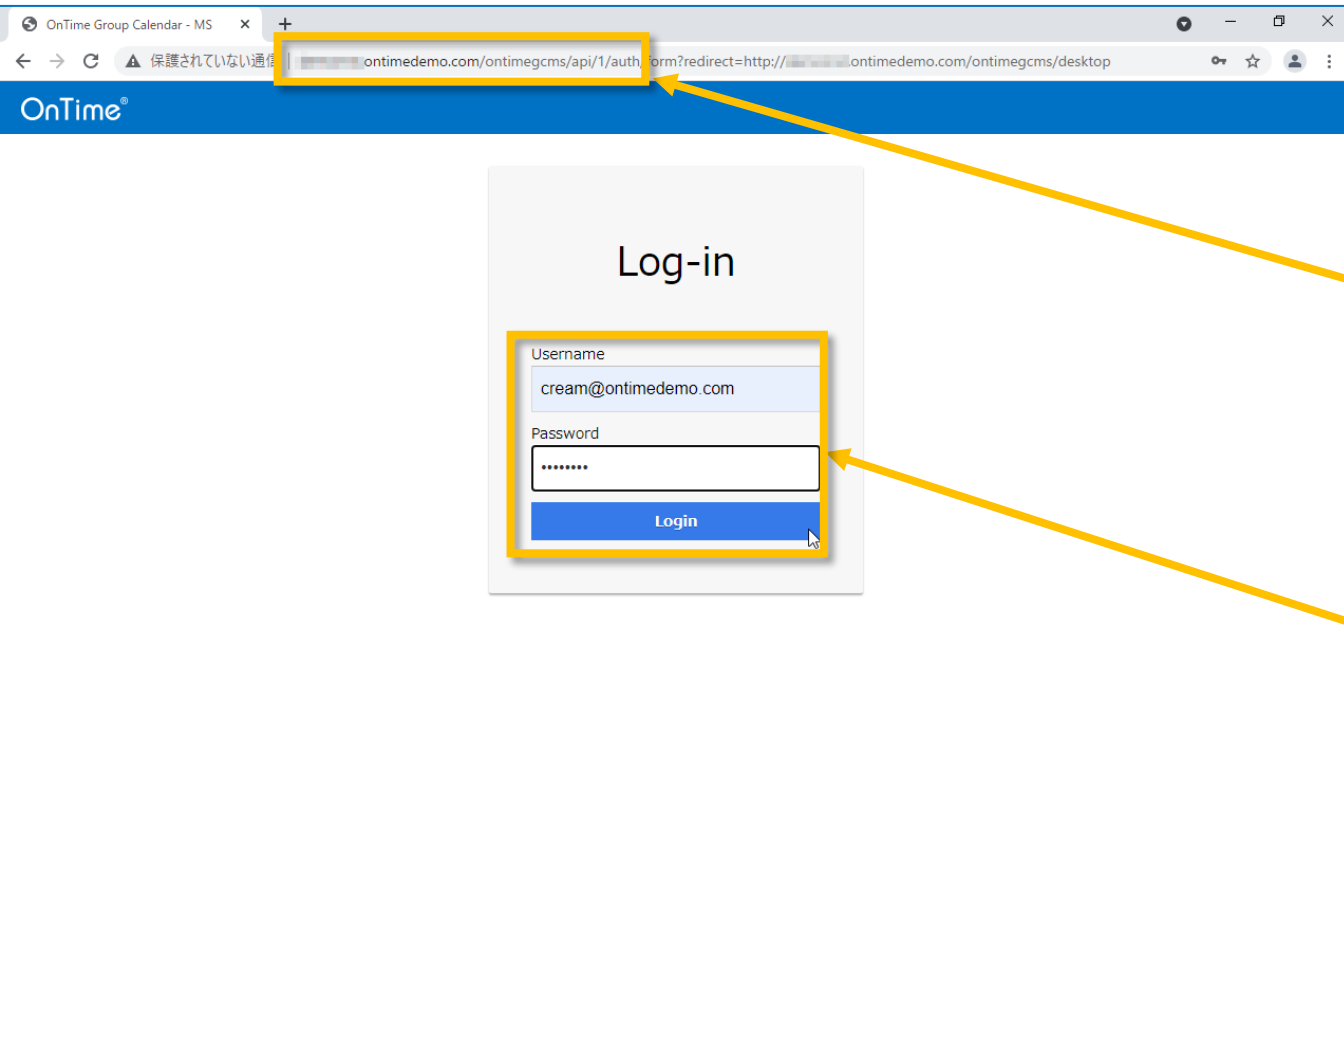 OnTime Group Calendar - MS
保護されていない通信 ontimedemo.com/ontimegcms/api/1/auth/form?redirect=http:// .ontimedemo.com/ontimegcms/desktop
OnTime®
Log-in
Username
cream@ontimedemo.com
Password
••••••••
Login